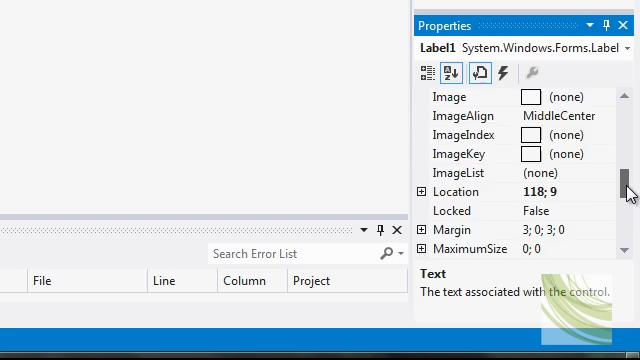 Properties
Label1 System.Windows.Forms.Label
A
Z
Image (none)
ImageAlign MiddleCenter
ImageIndex (none)
ImageKey (none)
ImageList (none)
Location 118; 9
Locked False
Margin 3; 0; 3; 0
MaximumSize 0; 0
Search Error List
File Line Column Project
Text
The text associated with the control.